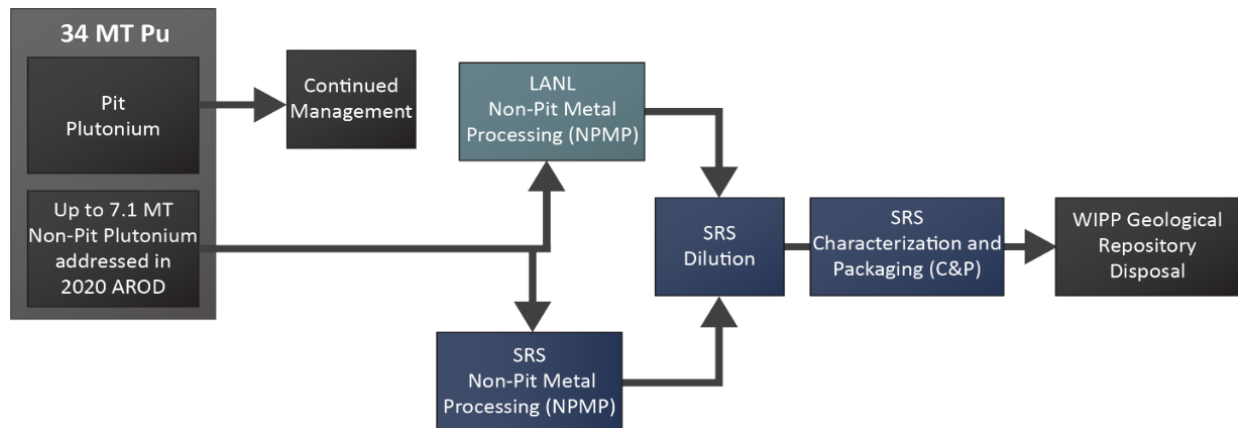 34 MT Pu
Pit
Plutonium
Continued
Management
Up to 7.1 MT
Non-Pit Plutonium
addressed in
2020 AROD
LANL
Non-Pit Metal
Processing (NPMP)
SRS
Non-Pit Metal
Processing (NPMP)
SRS
Dilution
SRS
Characterization and
Packaging (C&P)
WIPP Geological
Repository
Disposal